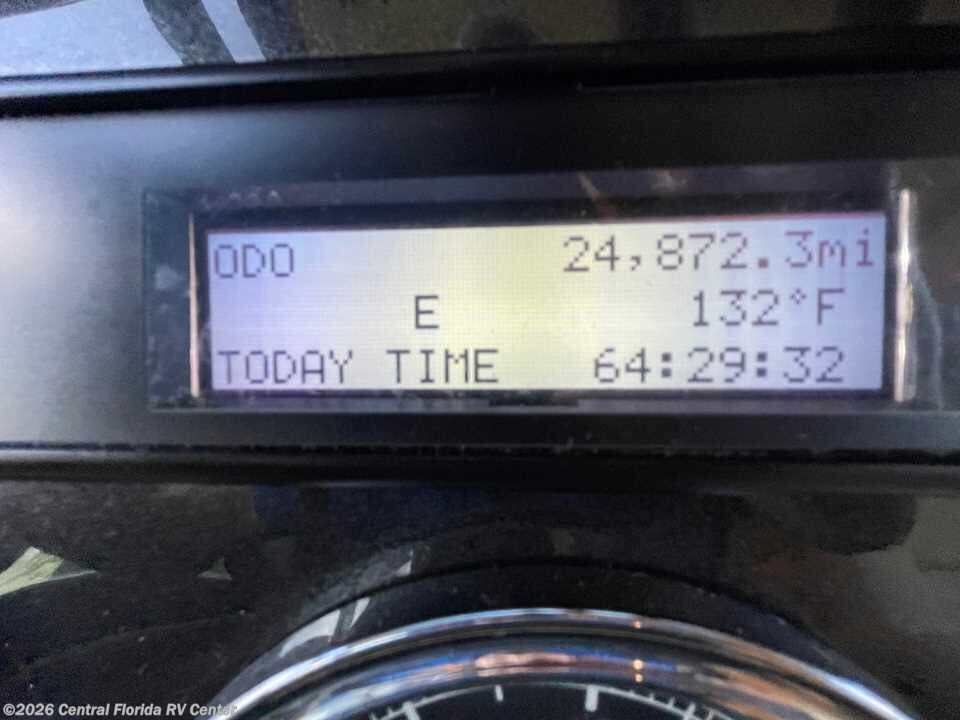 ODO 24,872.3mi
E 132°F
TODAY TIME 64:29:32
©2026 Central Florida RV Center